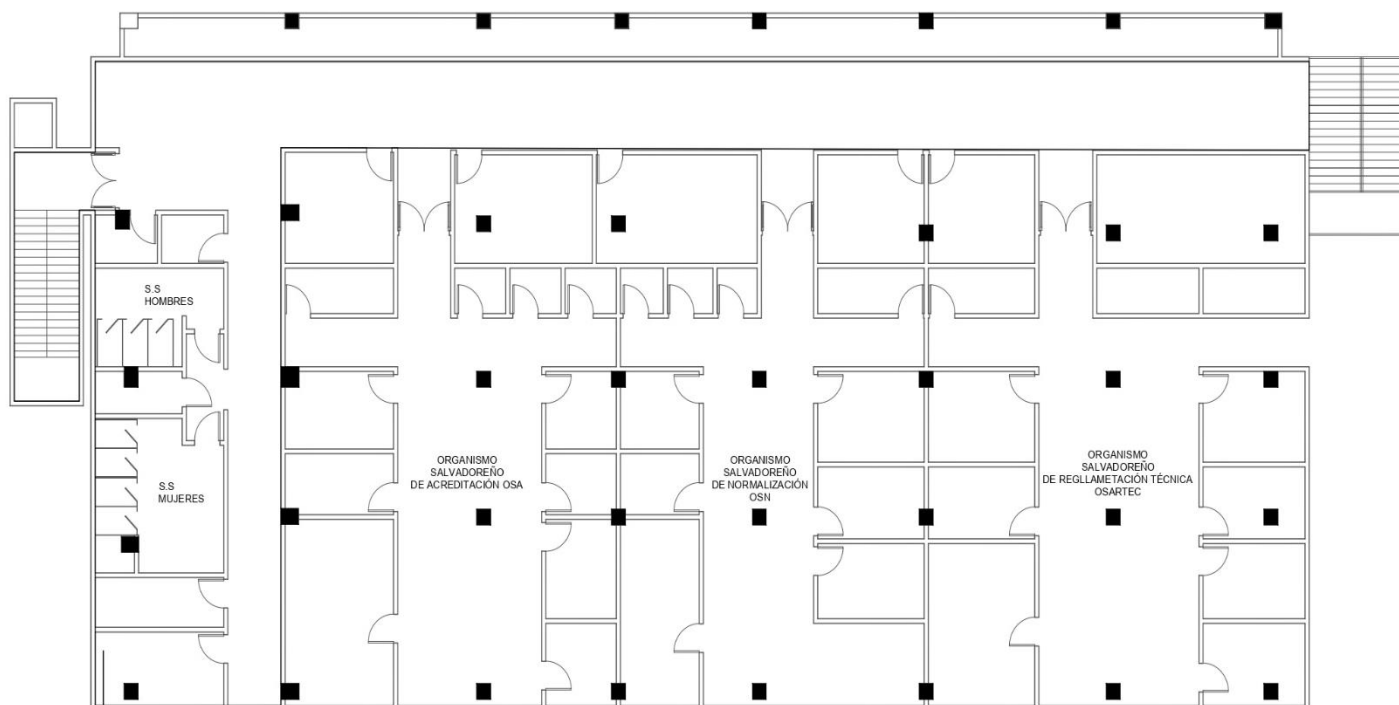 S.S
HOMBRES
S.S
MUJERES
ORGANISMO
SALVADOREÑO
DE ACREDITACIÓN OSA
ORGANISMO
SALVADOREÑO
DE NORMALIZACIÓN
OSN
ORGANISMO
SALVADOREÑO
DE REGLLAMETACIÓN TÉCNICA
OSARTEC